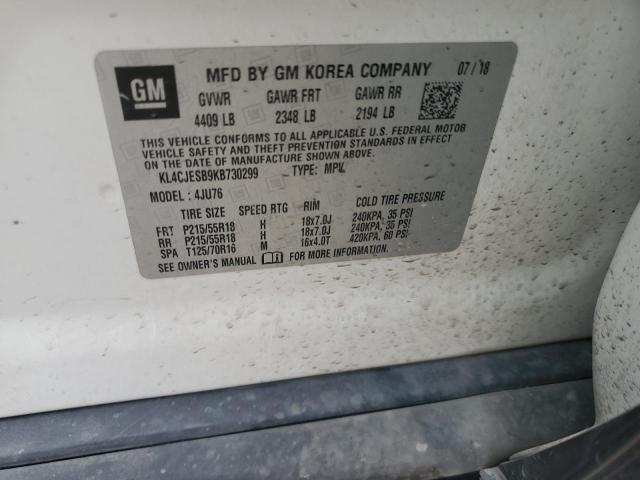 GM MFD BY GM KOREA COMPANY 07 / 18
GVWR GAWR FRT GAWR RR
4409 LB 2348 LB 2194 LB
THIS VEHICLE CONFORMS TO ALL APPLICABLE U.S. FEDERAL MOTOR
VEHICLE SAFETY AND THEFT PREVENTION STANDARDS IN EFFECT
ON THE DATE OF MANUFACTURE SHOWN ABOVE.
KL4CJESB9KB730299 TYPE: MPV
MODEL : 4JU76
TIRE SIZE SPEED RTG RIM COLD TIRE PRESSURE
FRT P215/55R18 H 18x7.0J 240KPA, 35 PSI
RR P215/55R18 H 18x7.0J 240KPA, 35 PSI
SPA T125/70R16 M 16x4.0T 420KPA, 60 PSI
SEE OWNER'S MANUAL FOR MORE INFORMATION.